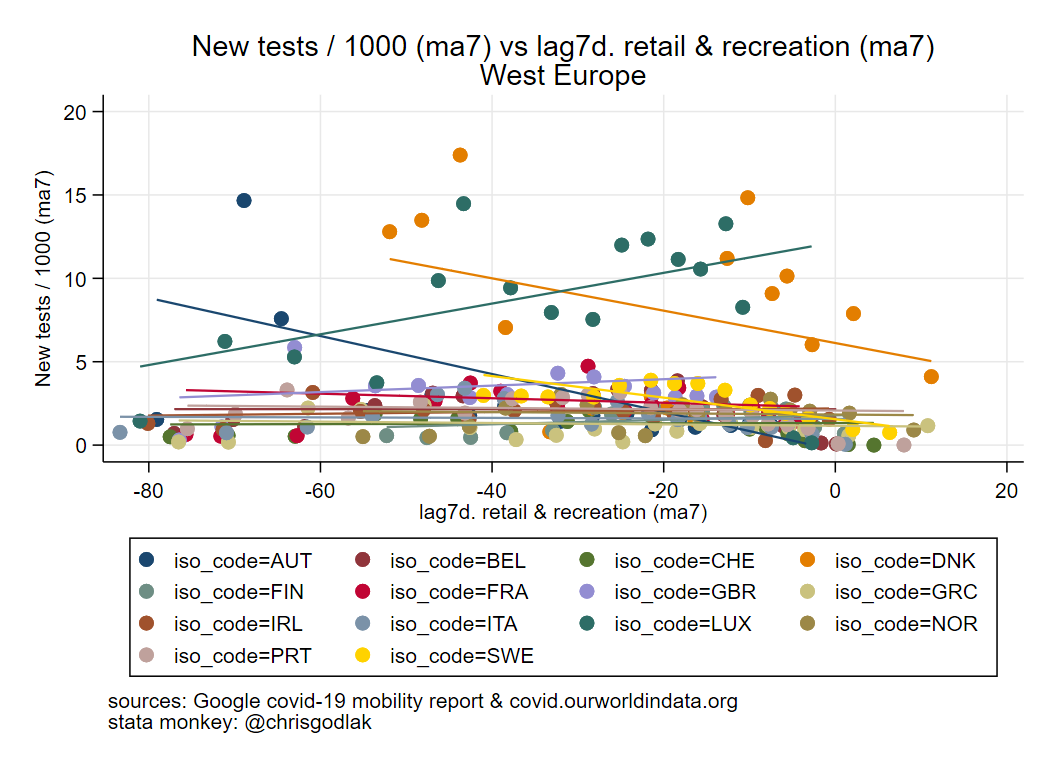 New tests / 1000 (ma7) vs lag7d. retail & recreation (ma7)
West Europe
New tests / 1000 (ma7)
20
15
10
5
0
-80 -60 -40 -20 0 20
lag7d. retail & recreation (ma7)
iso_code=AUT iso_code=BEL iso_code=CHE iso_code=DNK
iso_code=FIN iso_code=FRA iso_code=GBR iso_code=GRC
iso_code=IRL iso_code=ITA iso_code=LUX iso_code=NOR
iso_code=PRT iso_code=SWE
sources: Google covid-19 mobility report & covid.ourworldindata.org
stata monkey: @chrisgodlak